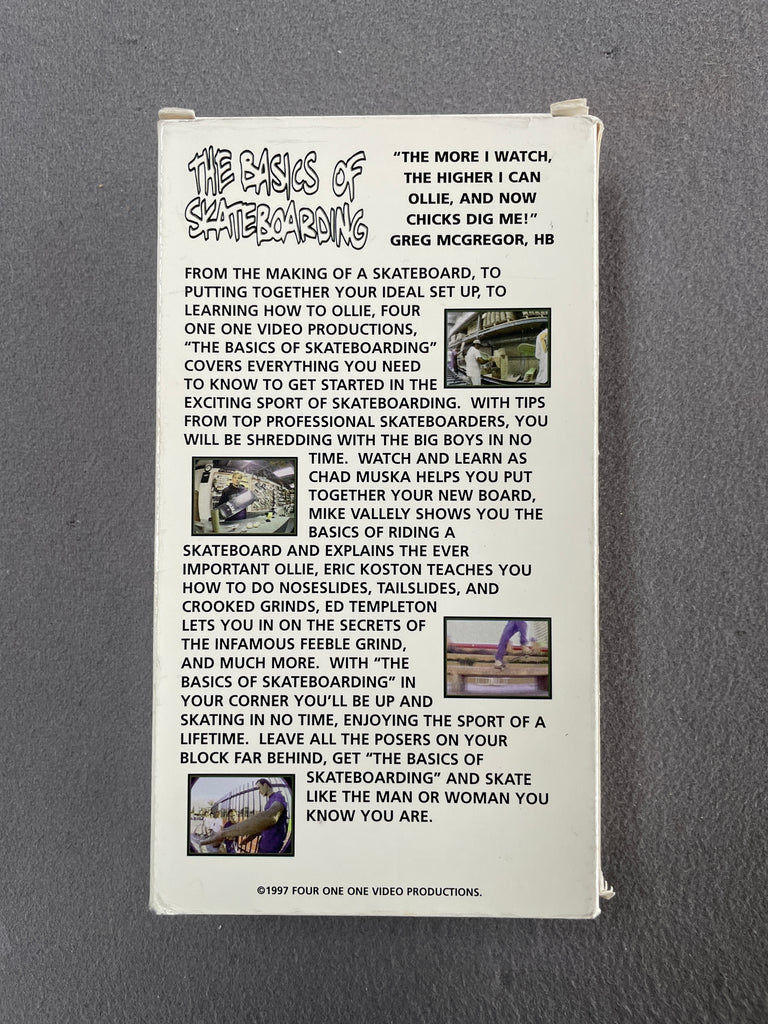 THE BASICS OF
SKATEBOARDING
“THE MORE I WATCH,
THE HIGHER I CAN
OLLIE, AND NOW
CHICKS DIG ME!”
GREG MCGREGOR, HB
FROM THE MAKING OF A SKATEBOARD, TO
PUTTING TOGETHER YOUR IDEAL SET UP, TO
LEARNING HOW TO OLLIE, FOUR
ONE ONE VIDEO PRODUCTIONS,
“THE BASICS OF SKATEBOARDING”
COVERS EVERYTHING YOU NEED
TO KNOW TO GET STARTED IN THE
EXCITING SPORT OF SKATEBOARDING. WITH TIPS
FROM TOP PROFESSIONAL SKATEBOARDERS, YOU
WILL BE SHREDDING WITH THE BIG BOYS IN NO
TIME. WATCH AND LEARN AS
CHAD MUSKA HELPS YOU PUT
TOGETHER YOUR NEW BOARD,
MIKE VALLELY SHOWS YOU THE
BASICS OF RIDING A
SKATEBOARD AND EXPLAINS THE EVER
IMPORTANT OLLIE, ERIC KOSTON TEACHES YOU
HOW TO DO NOSESLIDES, TAILSLIDES, AND
CROOKED GRINDS, ED TEMPLETON
LETS YOU IN ON THE SECRETS OF
THE INFAMOUS FEEBLE GRIND,
AND MUCH MORE. WITH “THE
BASICS OF SKATEBOARDING” IN
YOUR CORNER YOU’LL BE UP AND
SKATING IN NO TIME, ENJOYING THE SPORT OF A
LIFETIME. LEAVE ALL THE POSERS ON YOUR
BLOCK FAR BEHIND, GET “THE BASICS OF
SKATEBOARDING” AND SKATE
LIKE THE MAN OR WOMAN YOU
KNOW YOU ARE.
©1997 FOUR ONE ONE VIDEO PRODUCTIONS.